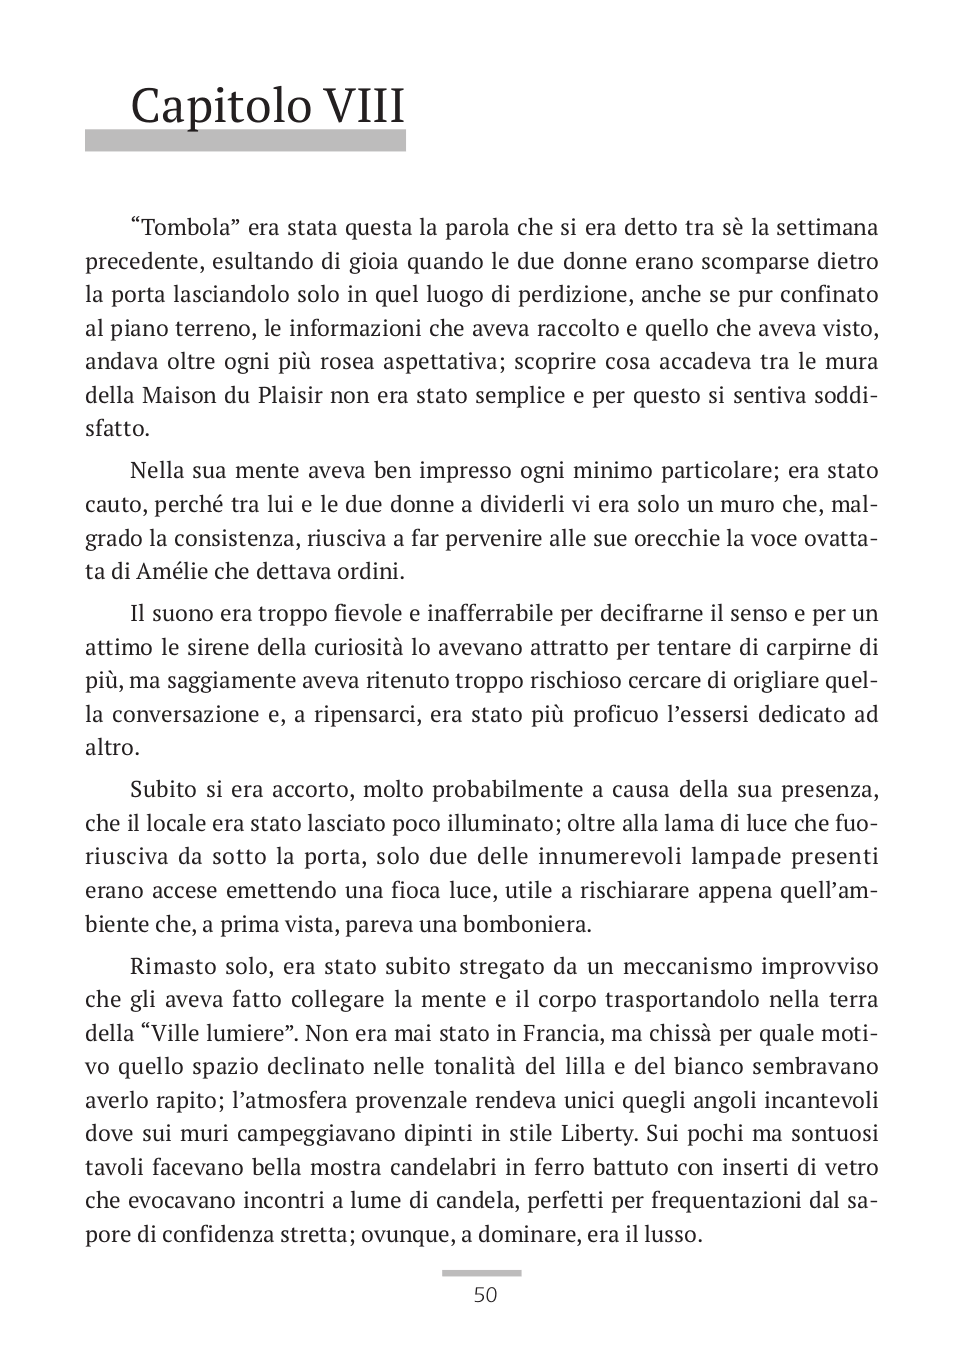 Capitolo VIII
“Tombola” era stata questa la parola che si era detto tra sè la settimana
precedente, esultando di gioia quando le due donne erano scomparse dietro
la porta lasciandolo solo in quel luogo di perdizione, anche se pur confinato
al piano terreno, le informazioni che aveva raccolto e quello che aveva visto,
andava oltre ogni più rosea aspettativa; scoprire cosa accadeva tra le mura
della Maison du Plaisir non era stato semplice e per questo si sentiva soddi-
sfatto.
Nella sua mente aveva ben impresso ogni minimo particolare; era stato
cauto, perché tra lui e le due donne a dividerli vi era solo un muro che, mal-
grado la consistenza, riusciva a far pervenire alle sue orecchie la voce ovatta-
ta di Amélie che dettava ordini.
Il suono era troppo fievole e inafferrabile per decifrarne il senso e per un
attimo le sirene della curiosità lo avevano attratto per tentare di carpirne di
più, ma saggiamente aveva ritenuto troppo rischioso cercare di origliare quel-
la conversazione e, a ripensarci, era stato più proficuo l’essersi dedicato ad
altro.
Subito si era accorto, molto probabilmente a causa della sua presenza,
che il locale era stato lasciato poco illuminato; oltre alla lama di luce che fuo-
riusciva da sotto la porta, solo due delle innumerevoli lampade presenti
erano accese emettendo una fioca luce, utile a rischiarare appena quell’am-
biente che, a prima vista, pareva una bomboniera.
Rimasto solo, era stato subito stregato da un meccanismo improvviso
che gli aveva fatto collegare la mente e il corpo trasportandolo nella terra
della “Ville lumiere”. Non era mai stato in Francia, ma chissà per quale moti-
vo quello spazio declinato nelle tonalità del lilla e del bianco sembravano
averlo rapito; l’atmosfera provenzale rendeva unici quegli angoli incantevoli
dove sui muri campeggiavano dipinti in stile Liberty. Sui pochi ma sontuosi
tavoli facevano bella mostra candelabri in ferro battuto con inserti di vetro
che evocavano incontri a lume di candela, perfetti per frequentazioni dal sa-
pore di confidenza stretta; ovunque, a dominare, era il lusso.
50